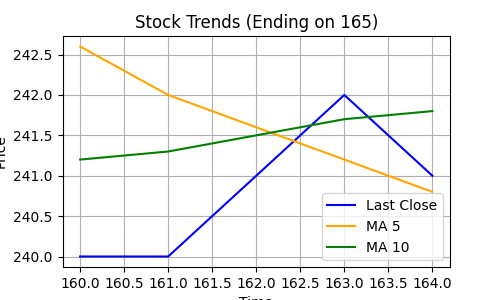 Stock Trends (Ending on 165)
242.5
242.0
241.5
241.0
240.5
240.0
Price
Last Close
MA 5
MA 10
160.0 160.5 161.0 161.5 162.0 162.5 163.0 163.5 164.0
Time